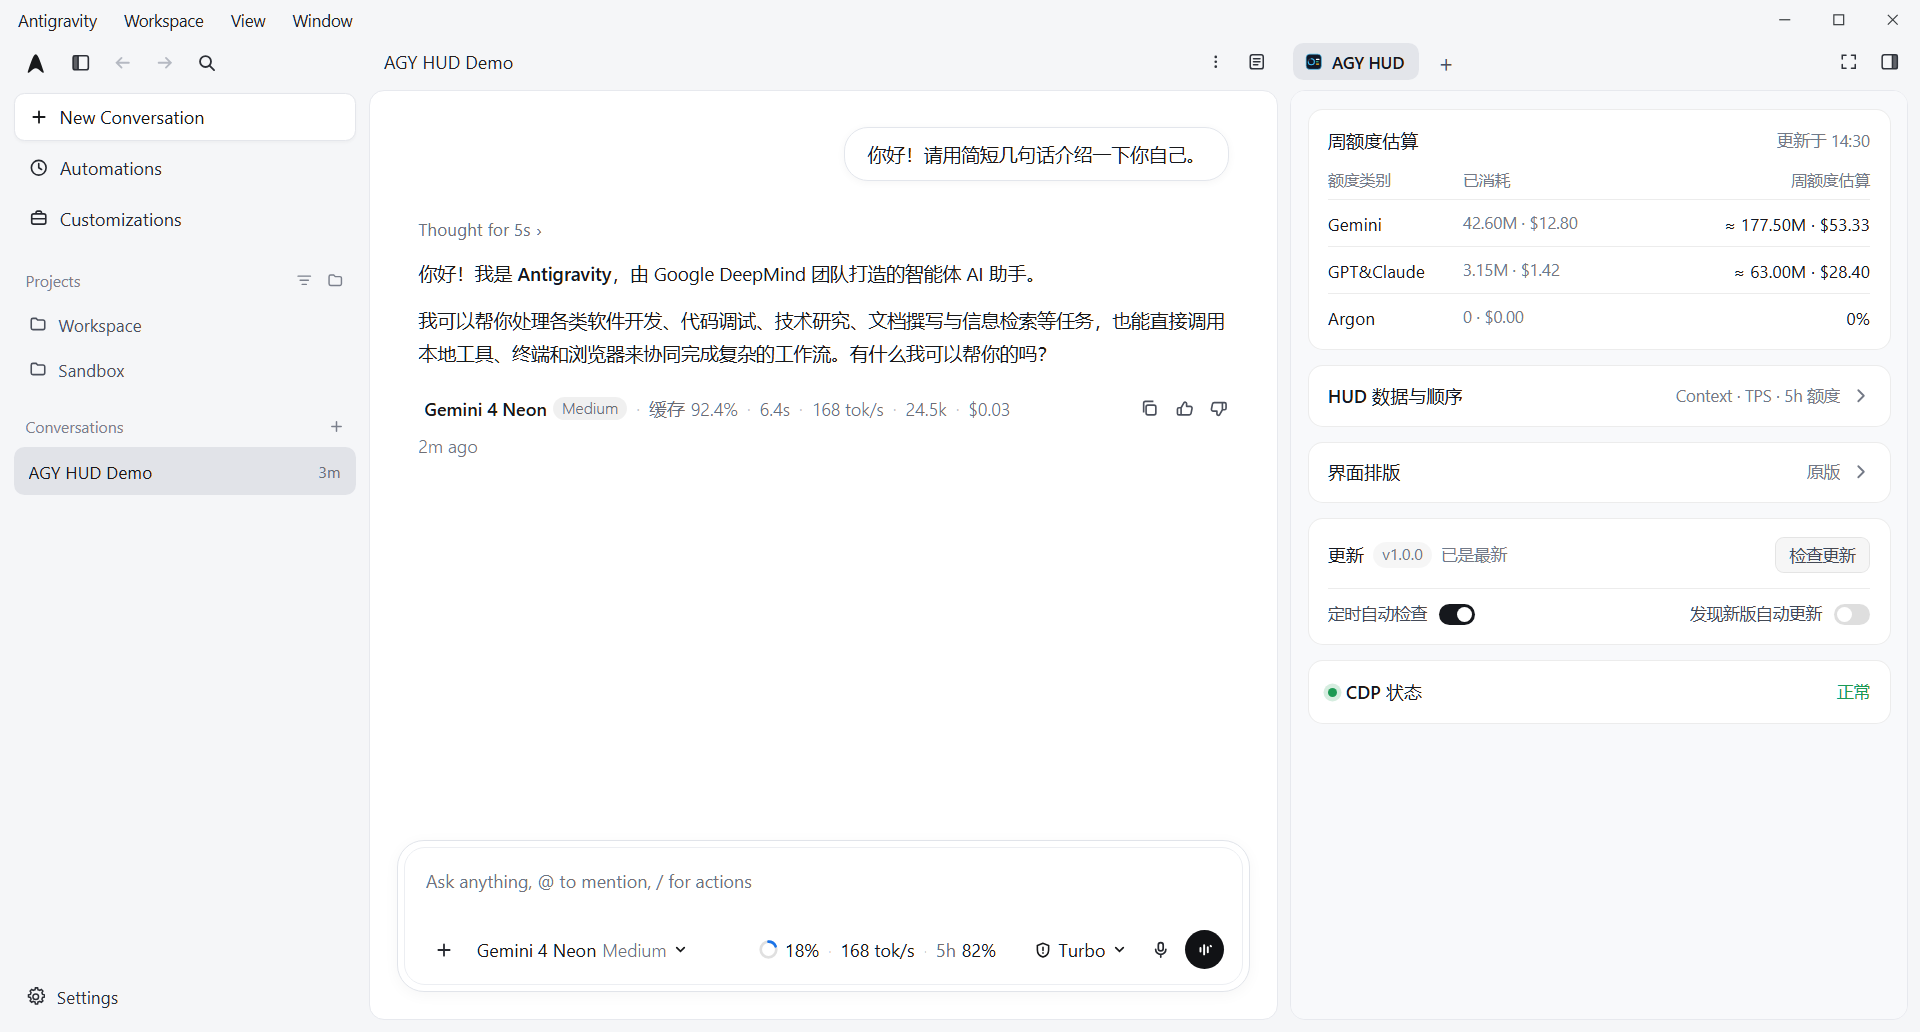 Antigravity Workspace View Window
AGY HUD Demo
AGY HUD
New Conversation
Automations
Customizations
Projects
Workspace
Sandbox
Conversations
AGY HUD Demo 3m
Settings
你好！请用简短几句话介绍一下你自己。
Thought for 5s ›
你好！我是 Antigravity，由 Google DeepMind 团队打造的智能体 AI 助手。
我可以帮你处理各类软件开发、代码调试、技术研究、文档撰写与信息检索等任务，也能直接调用
本地工具、终端和浏览器来协同完成复杂的工作流。有什么我可以帮你的吗？
Gemini 4 Neon Medium · 缓存 92.4% · 6.4s · 168 tok/s · 24.5k · $0.03
2m ago
Ask anything, @ to mention, / for actions
Gemini 4 Neon Medium 18% · 168 tok/s · 5h 82% Turbo
周额度估算 更新于 14:30
额度类别 已消耗 周额度估算
Gemini 42.60M · $12.80 ≈ 177.50M · $53.33
GPT&Claude 3.15M · $1.42 ≈ 63.00M · $28.40
Argon 0 · $0.00 0%
HUD 数据与顺序 Context · TPS · 5h 额度
界面排版 原版
更新 v1.0.0 已是最新 检查更新
定时自动检查 发现新版自动更新
CDP 状态 正常